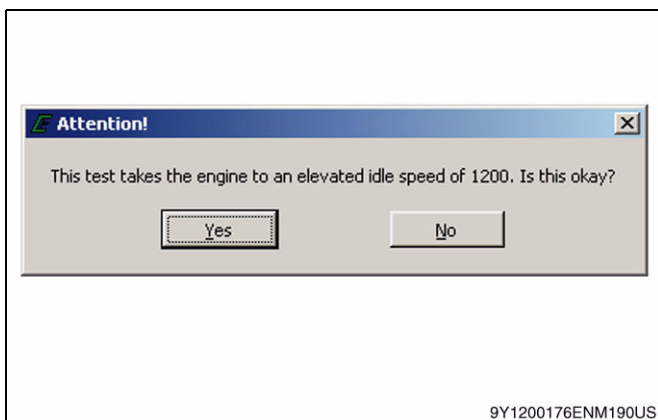 Attention!
This test takes the engine to an elevated idle speed of 1200. Is this okay?
Yes
No
9Y1200176ENM190US